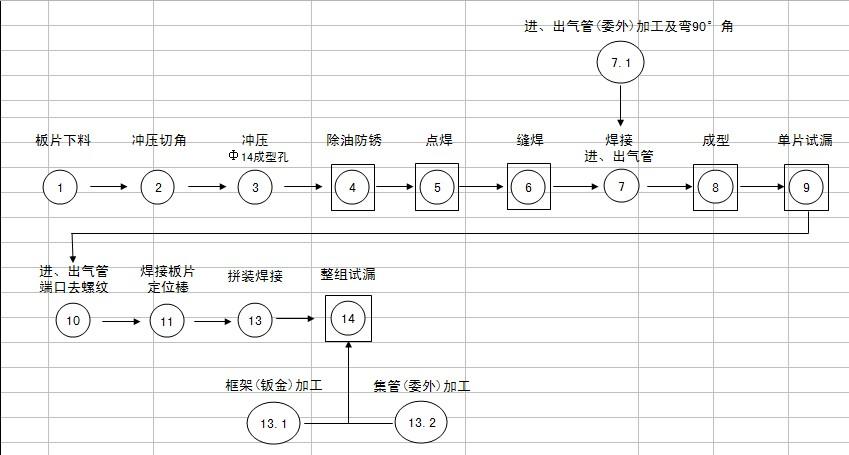 进、出气管(委外)加工及弯90°角
7.1
板片下料
冲压切角
冲压
Φ14成型孔
除油防锈
点焊
缝焊
焊接
进、出气管
成型
单片试漏
1
2
3
4
5
6
7
8
9
进、出气管
端口去螺纹
焊接板片
定位棒
拼装焊接
整组试漏
10
11
13
14
框架(钣金)加工
集管(委外)加工
13.1
13.2